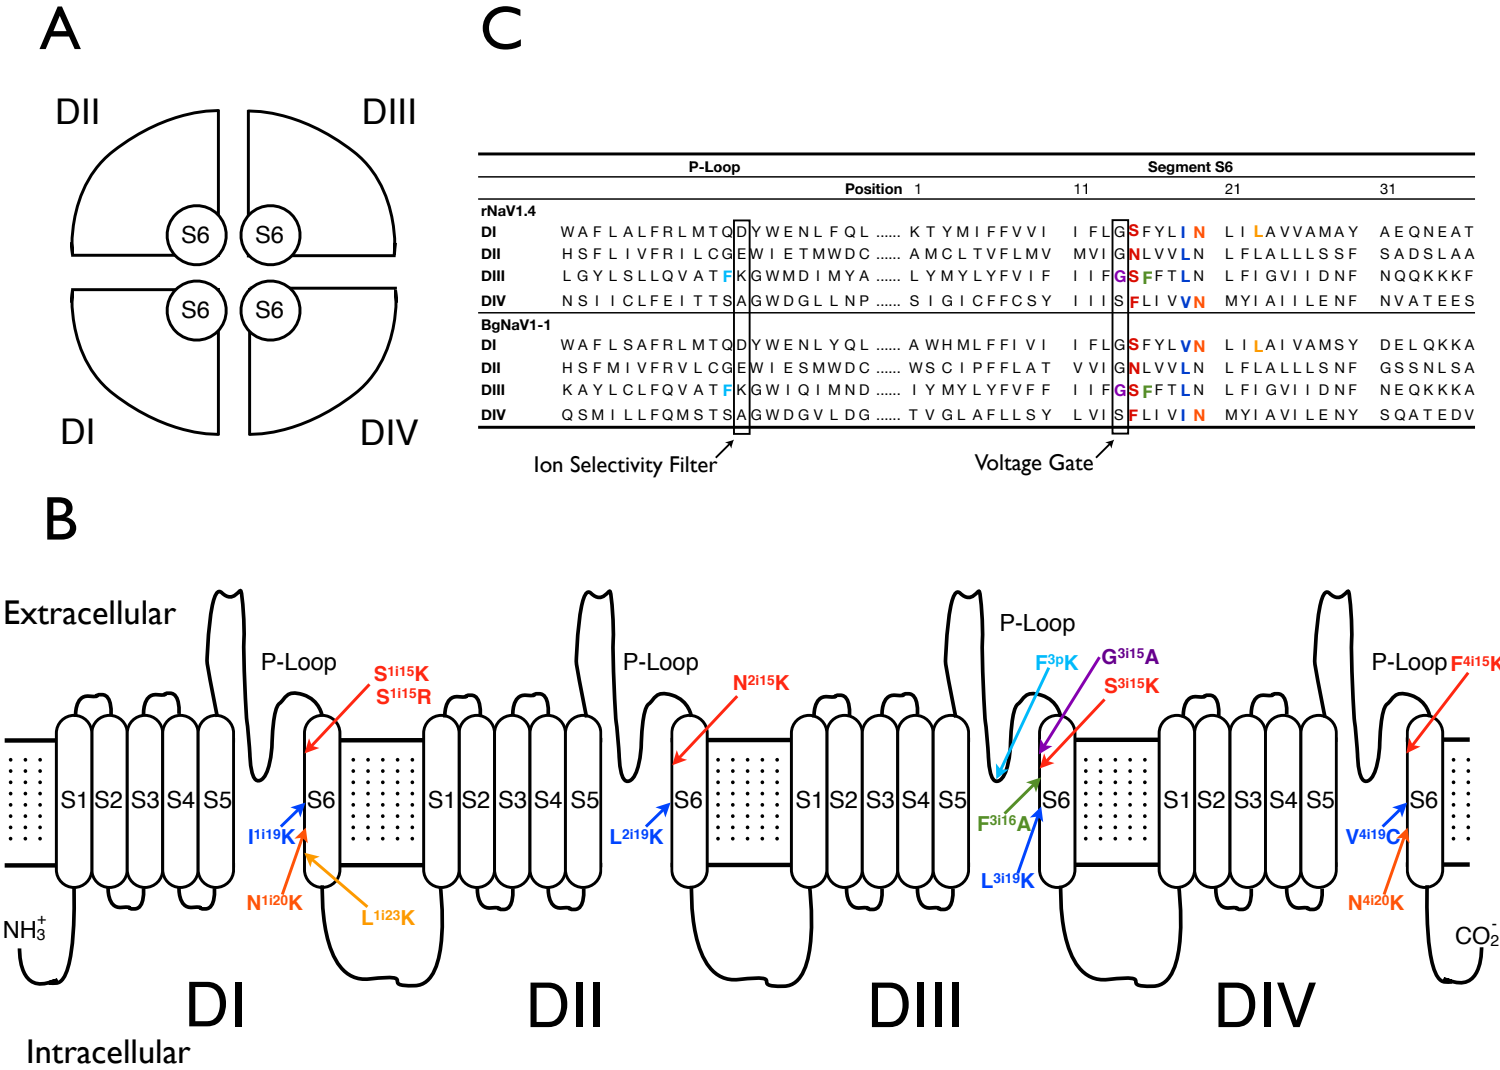 A
DII
DIII
S6
S6
S6
S6
DI
DIV
C
P-Loop Segment S6
Position 1 11 21 31
rNaV1.4
DI WAFLALFRLMTQDYWENLFQL ...... KTYMIFFVVI IFLGSFYLIN LILAVVAMAY AEQNEAT
DII HSFLIVFRILCGEWIETMWDC ...... AMCLTVFLMV MVIGNLVVLN LFLALLLSSF SADSLAA
DIII LGYLSLLQVATFKGWMDIMYA ...... LYMYLYFVIF IIFGSFFTLN LFIGVIIDNF NQQKKKF
DIV NSIICLFEITTSAGWDGLLNP ...... SIGICFFCSY IIISFLIVVN MYIAIILENF NVATEES
BgNaV1-1
DI WAFLSAFRLMTQDYWENLYQL ...... AWHMLFFIVI IFLGSFYLVN LILAIVAMSY DELQKKA
DII HSFMIVFRVLCGEWIESMWDC ...... WSCIPFFLAT VVIGNLVVLN LFLALLLSNF GSSNLSA
DIII KAYLCLFQVATFKGWIQIMND ...... IYMYLYFVFF IIFGSFFTLN LFIGVIIDNF NEQKKKA
DIV QSMILLFQMSTSAGWDGVLDG ...... TVGLAFLLSY LVISFLIVIN MYIAVILENY SQATEDV
Ion Selectivity Filter
Voltage Gate
B
Extracellular
P-Loop
P-Loop
P-Loop
P-Loop
S1i15K
S1i15R
N2i15K
F3pK
G3i15A
S3i15K
F4i15K
S1 S2 S3 S4 S5 S6
S1 S2 S3 S4 S5 S6
S1 S2 S3 S4 S5 S6
S1 S2 S3 S4 S5 S6
I1i19K
N1i20K
L1i23K
L2i19K
F3i16A
L3i19K
V4i19C
N4i20K
NH3+
CO2-
DI
DII
DIII
DIV
Intracellular